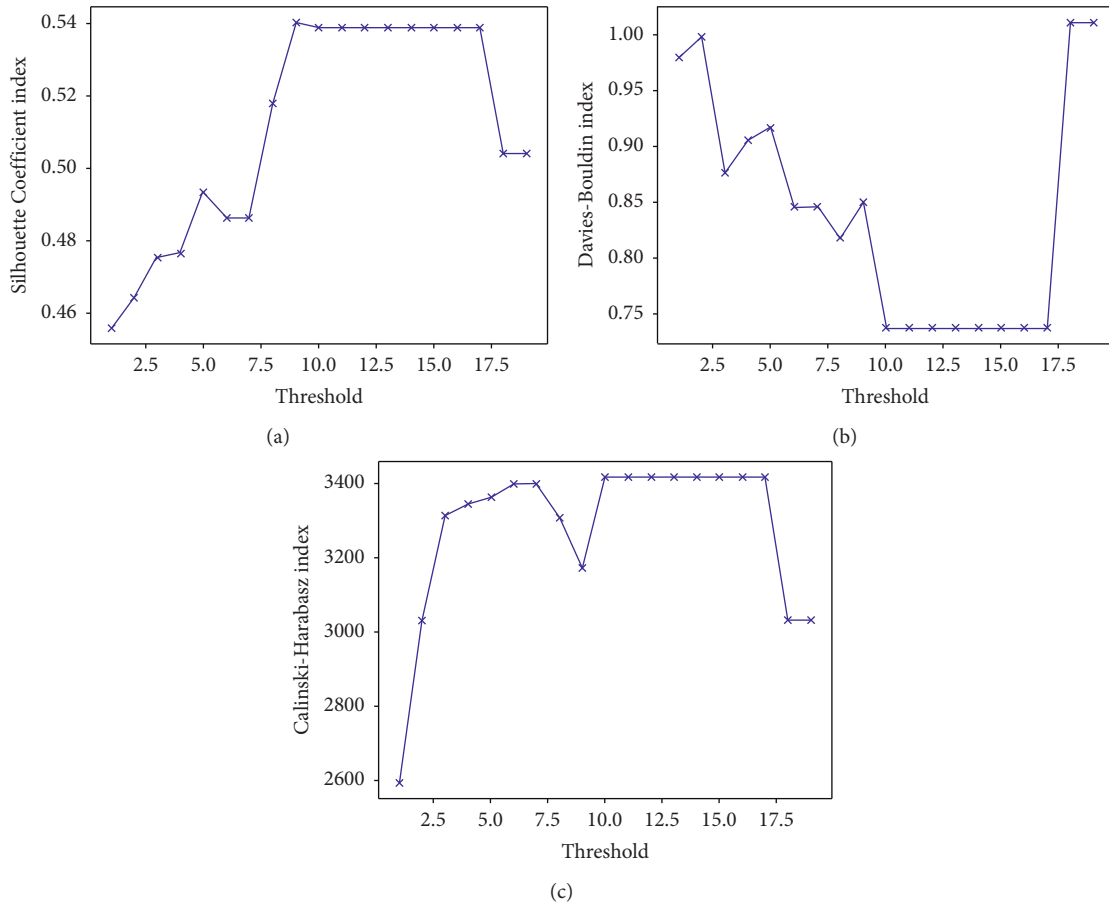 0.54
0.52
0.50
0.48
0.46
Silhouette Coefficient index
2.5 5.0 7.5 10.0 12.5 15.0 17.5
Threshold
(a)
1.00
0.95
0.90
0.85
0.80
0.75
Davies-Bouldin index
2.5 5.0 7.5 10.0 12.5 15.0 17.5
Threshold
(b)
3400
3200
3000
2800
2600
Calinski-Harabasz index
2.5 5.0 7.5 10.0 12.5 15.0 17.5
Threshold
(c)